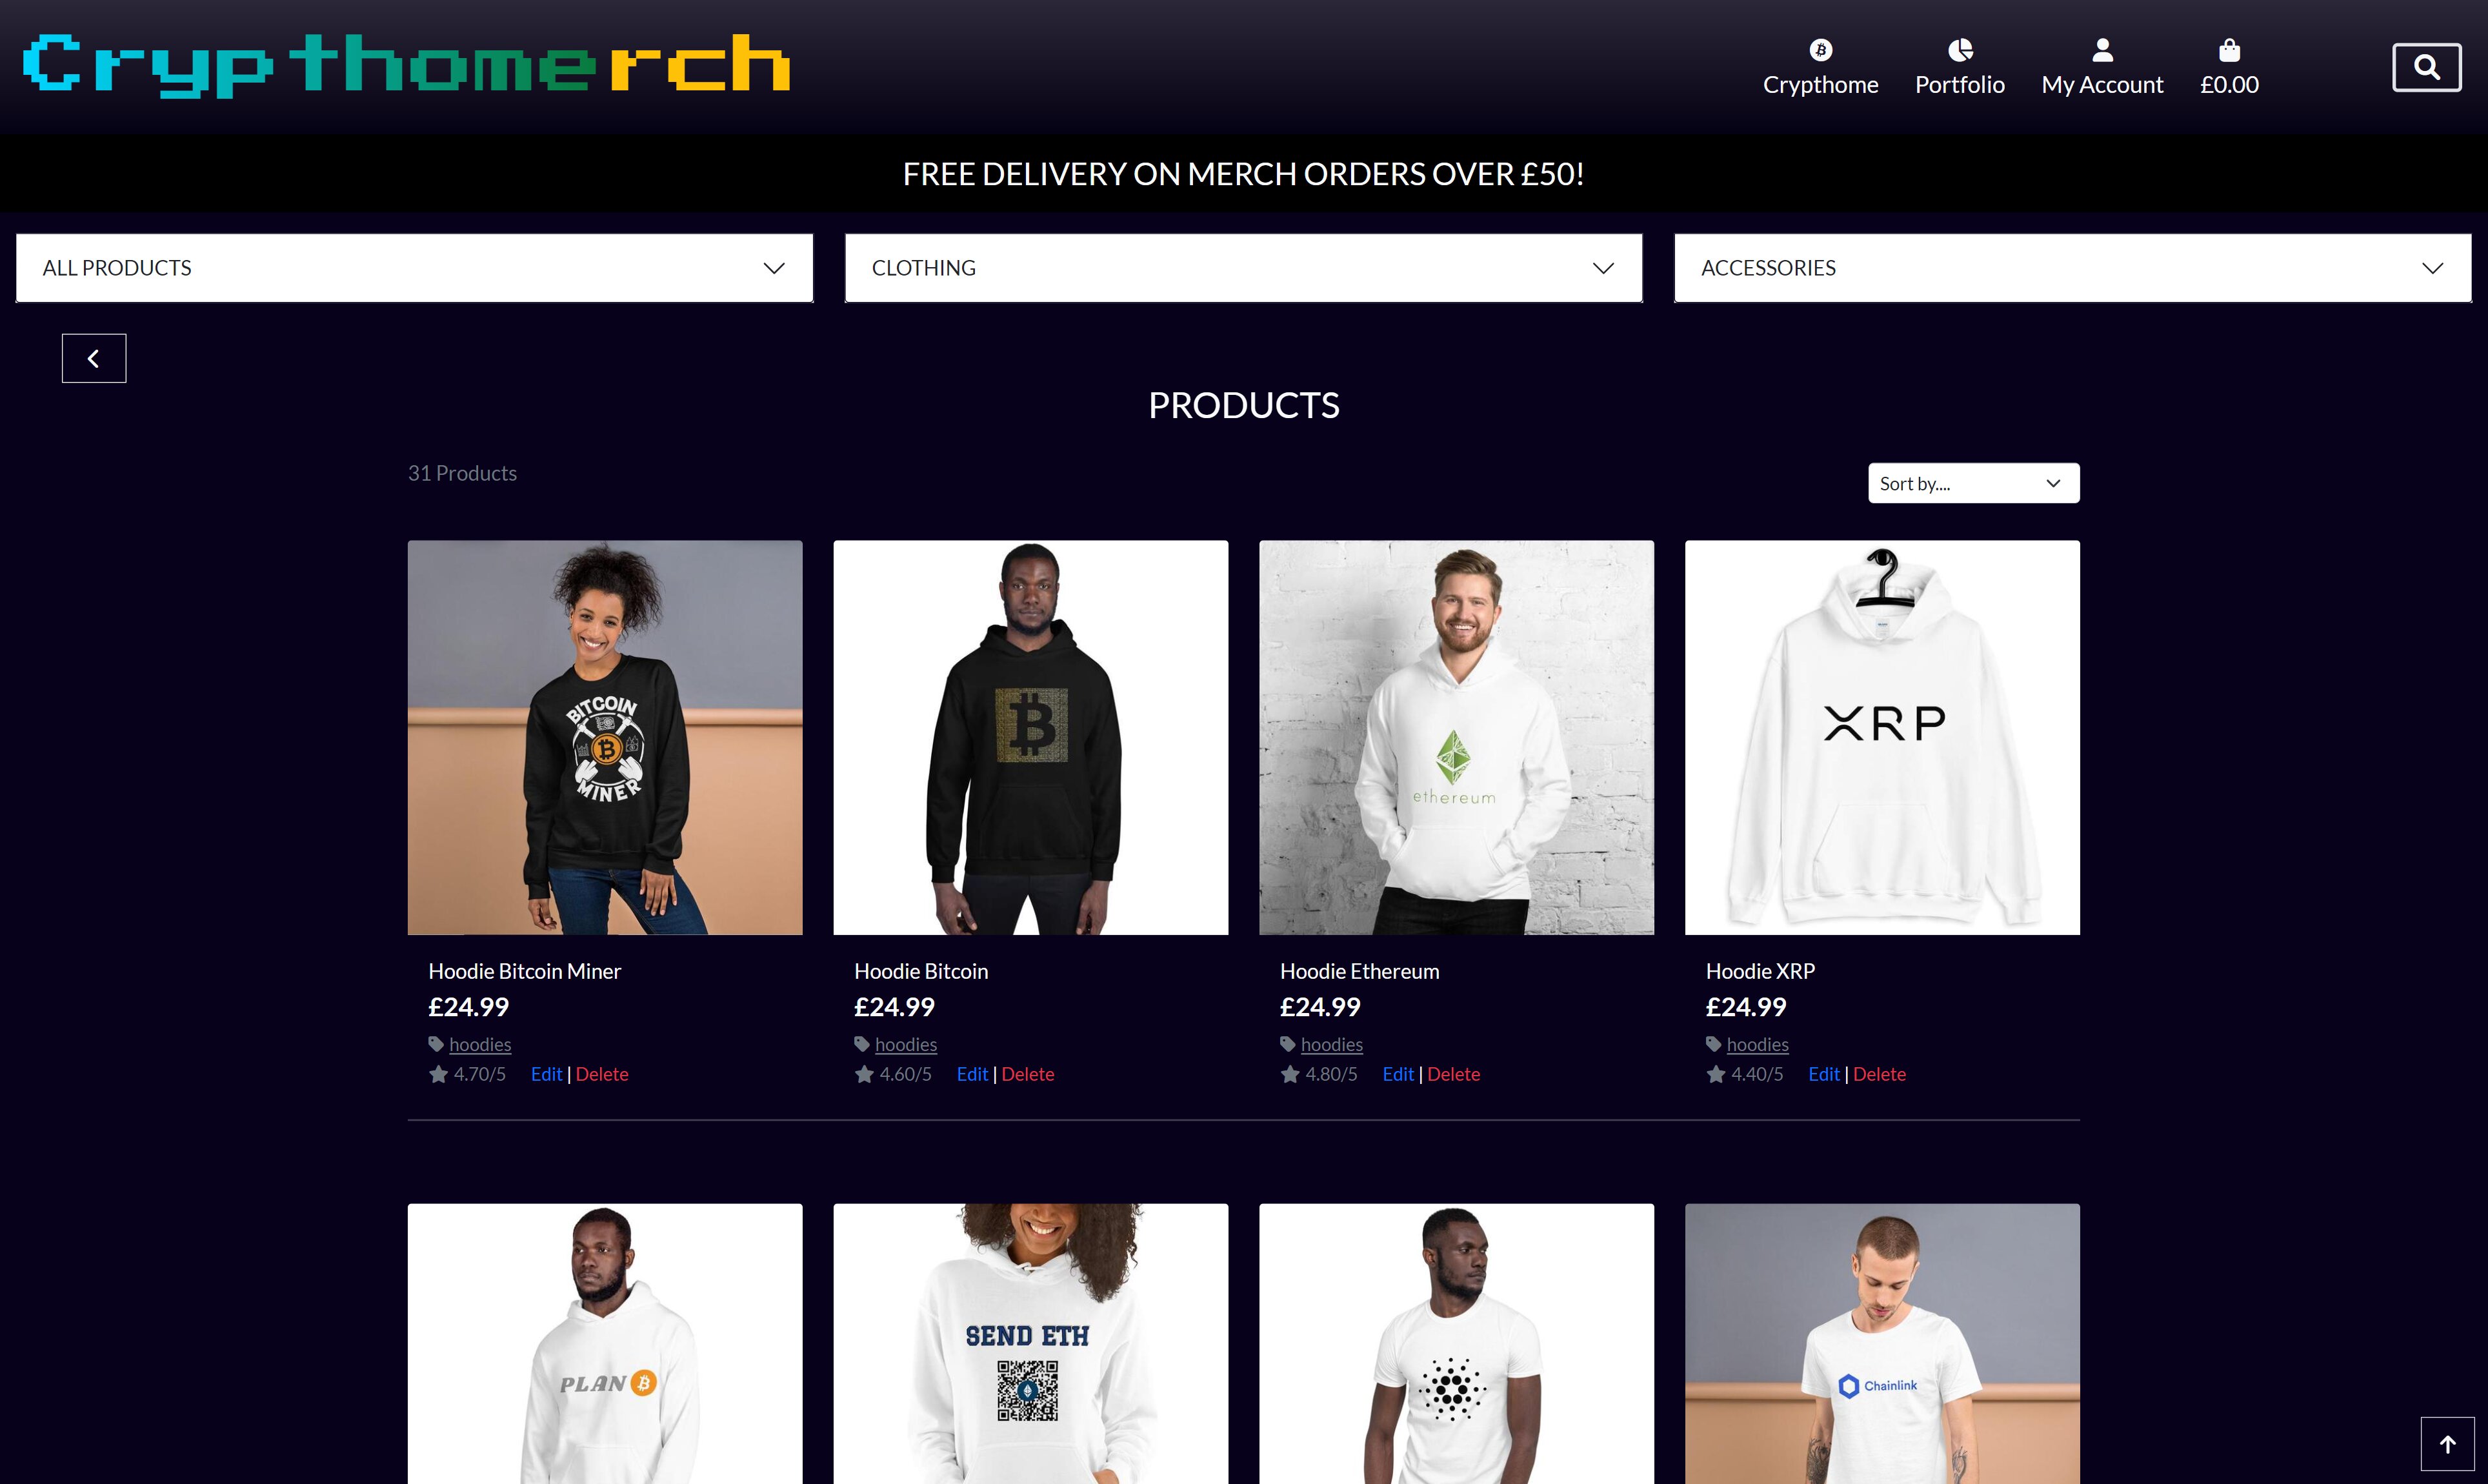 Crypthomerch
Crypthome Portfolio My Account £0.00
FREE DELIVERY ON MERCH ORDERS OVER £50!
ALL PRODUCTS CLOTHING ACCESSORIES
PRODUCTS
31 Products
Sort by....
BITCOIN
MINER
ethereum
XRP
Hoodie Bitcoin Miner
£24.99
hoodies
4.70/5 Edit | Delete
Hoodie Bitcoin
£24.99
hoodies
4.60/5 Edit | Delete
Hoodie Ethereum
£24.99
hoodies
4.80/5 Edit | Delete
Hoodie XRP
£24.99
hoodies
4.40/5 Edit | Delete
PLAN
SEND ETH
Chainlink